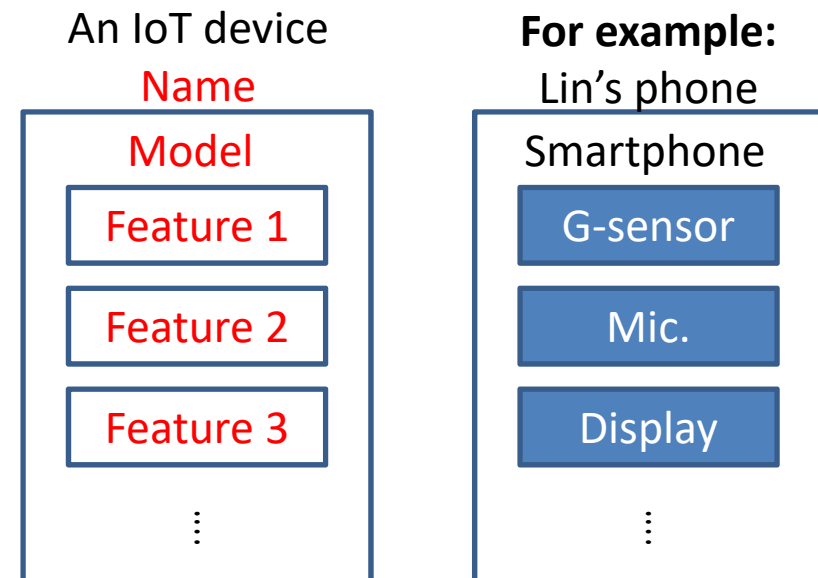 An IoT device
Name
Model
Feature 1
Feature 2
Feature 3
For example:
Lin’s phone
Smartphone
G-sensor
Mic.
Display